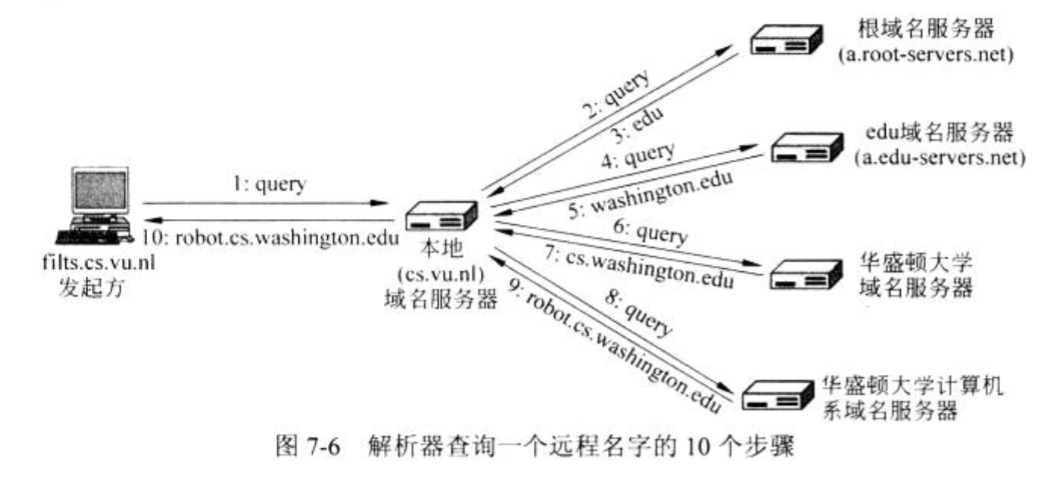 根域名服务器
(a.root-servers.net)
2: query
3: edu
edu域名服务器
(a.edu-servers.net)
4: query
5: washington.edu
1: query
10: robot.cs.washington.edu
filts.cs.vu.nl
发起方
本地
(cs.vu.nl)
域名服务器
6: query
7: cs.washington.edu
华盛顿大学
域名服务器
8: query
9: robot.cs.washington.edu
华盛顿大学计算机
系域名服务器
图 7-6 解析器查询一个远程名字的 10 个步骤